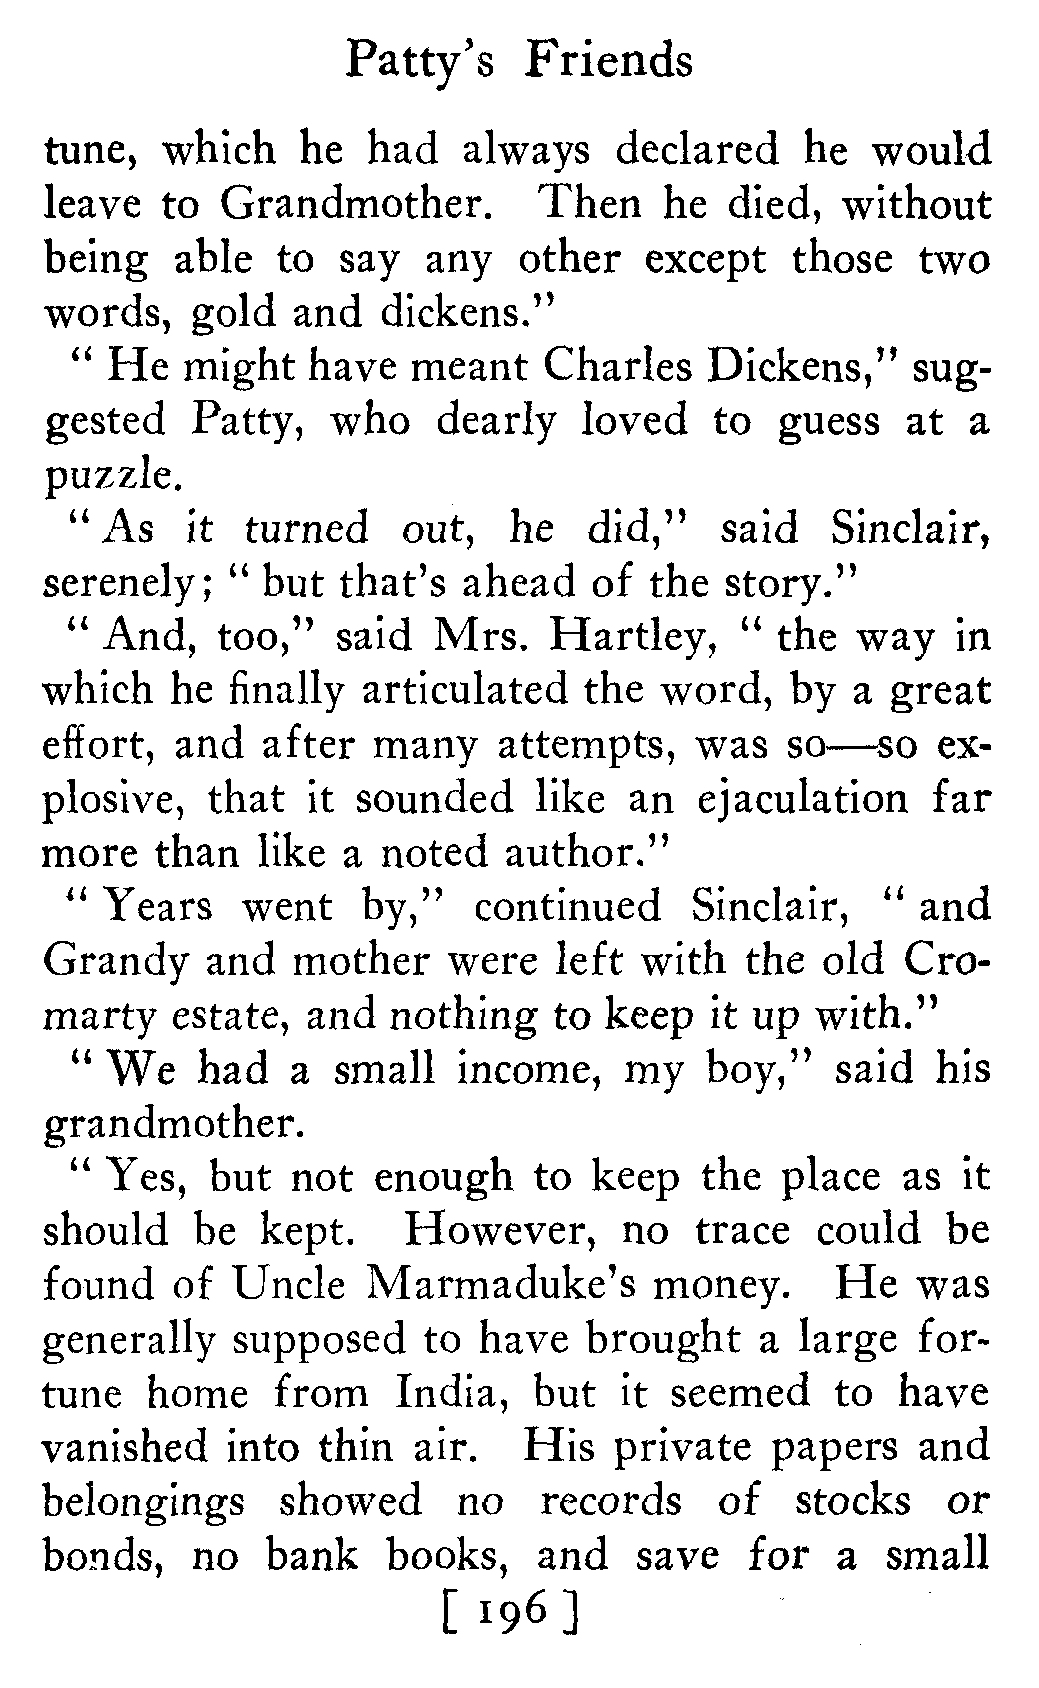 Patty's Friends
tune, which he had always declared he would
leave to Grandmother. Then he died, without
being able to say any other except those two
words, gold and dickens."
" He might have meant Charles Dickens," sug-
gested Patty, who dearly loved to guess at a
puzzle.
" As it turned out, he did," said Sinclair,
serenely; " but that's ahead of the story."
" And, too," said Mrs. Hartley, " the way in
which he finally articulated the word, by a great
effort, and after many attempts, was so—so ex-
plosive, that it sounded like an ejaculation far
more than like a noted author."
" Years went by," continued Sinclair, " and
Grandy and mother were left with the old Cro-
marty estate, and nothing to keep it up with."
" We had a small income, my boy," said his
grandmother.
" Yes, but not enough to keep the place as it
should be kept. However, no trace could be
found of Uncle Marmaduke's money. He was
generally supposed to have brought a large for-
tune home from India, but it seemed to have
vanished into thin air. His private papers and
belongings showed no records of stocks or
bonds, no bank books, and save for a small
[ 196 ]